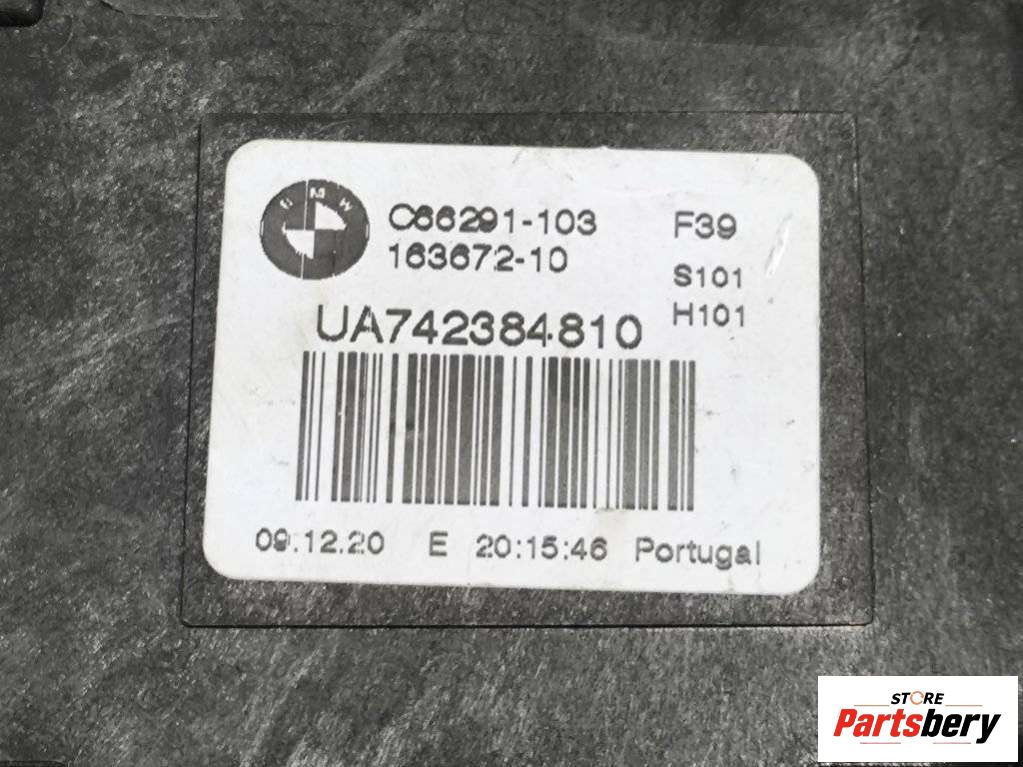 BMW
C66291-103 F39
163672-10
S101
UA742384810 H101
09.12.20 E 20:15:46 Portugal
STORE
Partsbery